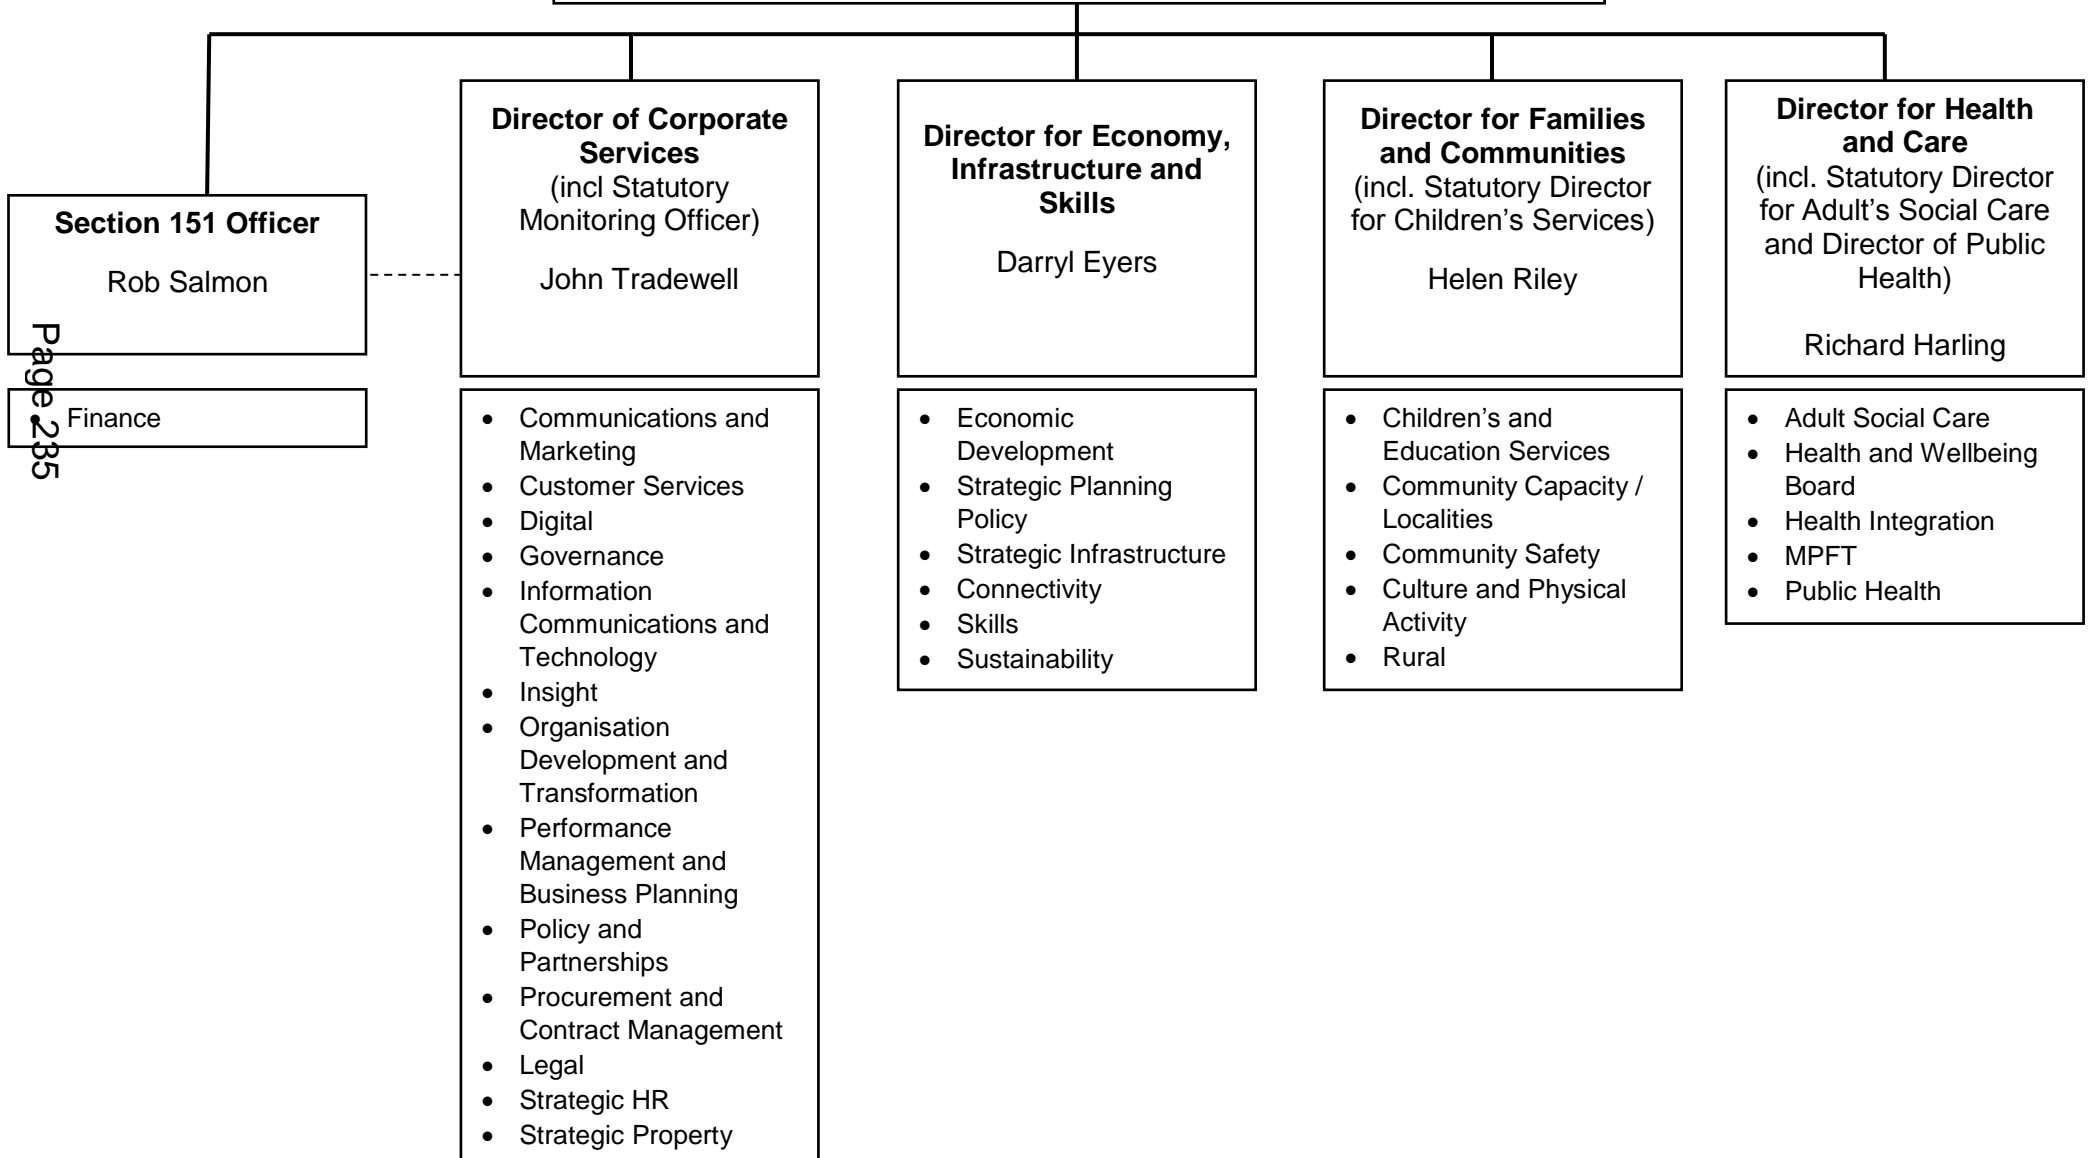 Section 151 Officer
Rob Salmon
• Finance
Director of Corporate
Services
(incl Statutory
Monitoring Officer)
John Tradewell
• Communications and
Marketing
• Customer Services
• Digital
• Governance
• Information
Communications and
Technology
• Insight
• Organisation
Development and
Transformation
• Performance
Management and
Business Planning
• Policy and
Partnerships
• Procurement and
Contract Management
• Legal
• Strategic HR
• Strategic Property
Director for Economy,
Infrastructure and
Skills
Darryl Eyers
• Economic
Development
• Strategic Planning
Policy
• Strategic Infrastructure
• Connectivity
• Skills
• Sustainability
Director for Families
and Communities
(incl. Statutory Director
for Children’s Services)
Helen Riley
• Children’s and
Education Services
• Community Capacity /
Localities
• Community Safety
• Culture and Physical
Activity
• Rural
Director for Health
and Care
(incl. Statutory Director
for Adult’s Social Care
and Director of Public
Health)
Richard Harling
• Adult Social Care
• Health and Wellbeing
Board
• Health Integration
• MPFT
• Public Health
Page 235